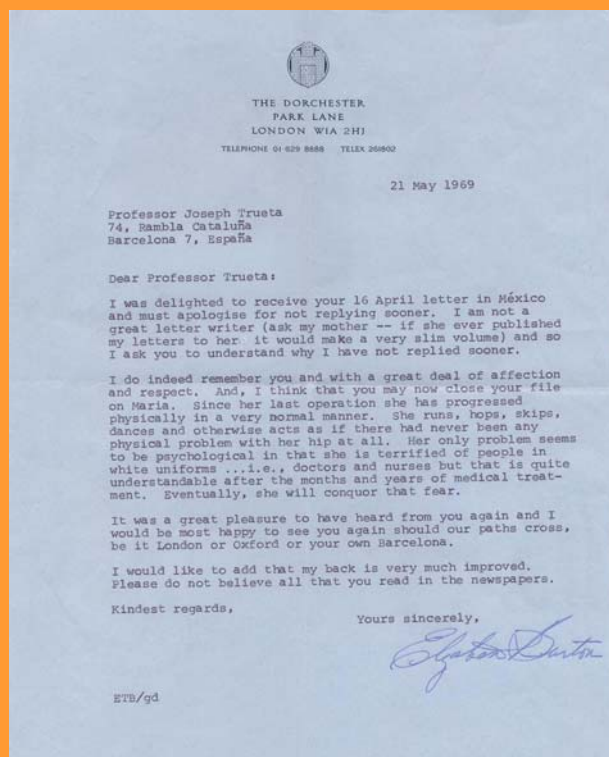 THE DORCHESTER
PARK LANE
LONDON W1A 2HJ
TELEPHONE 01 629 8888 TELEX 261802
21 May 1969
Professor Joseph Trueta
74, Rambla Cataluña
Barcelona 7, España
Dear Professor Trueta:
I was delighted to receive your 16 April letter in México
and must apologise for not replying sooner. I am not a
great letter writer (ask my mother -- if she ever published
my letters to her it would make a very slim volume) and so
I ask you to understand why I have not replied sooner.
I do indeed remember you and with a great deal of affection
and respect. And, I think that you may now close your file
on Maria. Since her last operation she has progressed
physically in a very normal manner. She runs, hops, skips,
dances and otherwise acts as if there had never been any
physical problem with her hip at all. Her only problem seems
to be psychological in that she is terrified of people in
white uniforms ...i.e., doctors and nurses but that is quite
understandable after the months and years of medical treat-
ment. Eventually, she will conquor that fear.
It was a great pleasure to have heard from you again and I
would be most happy to see you again should our paths cross,
be it London or Oxford or your own Barcelona.
I would like to add that my back is very much improved.
Please do not believe all that you read in the newspapers.
Kindest regards,
Yours sincerely,
Elizabeth Burton
ETB/gd